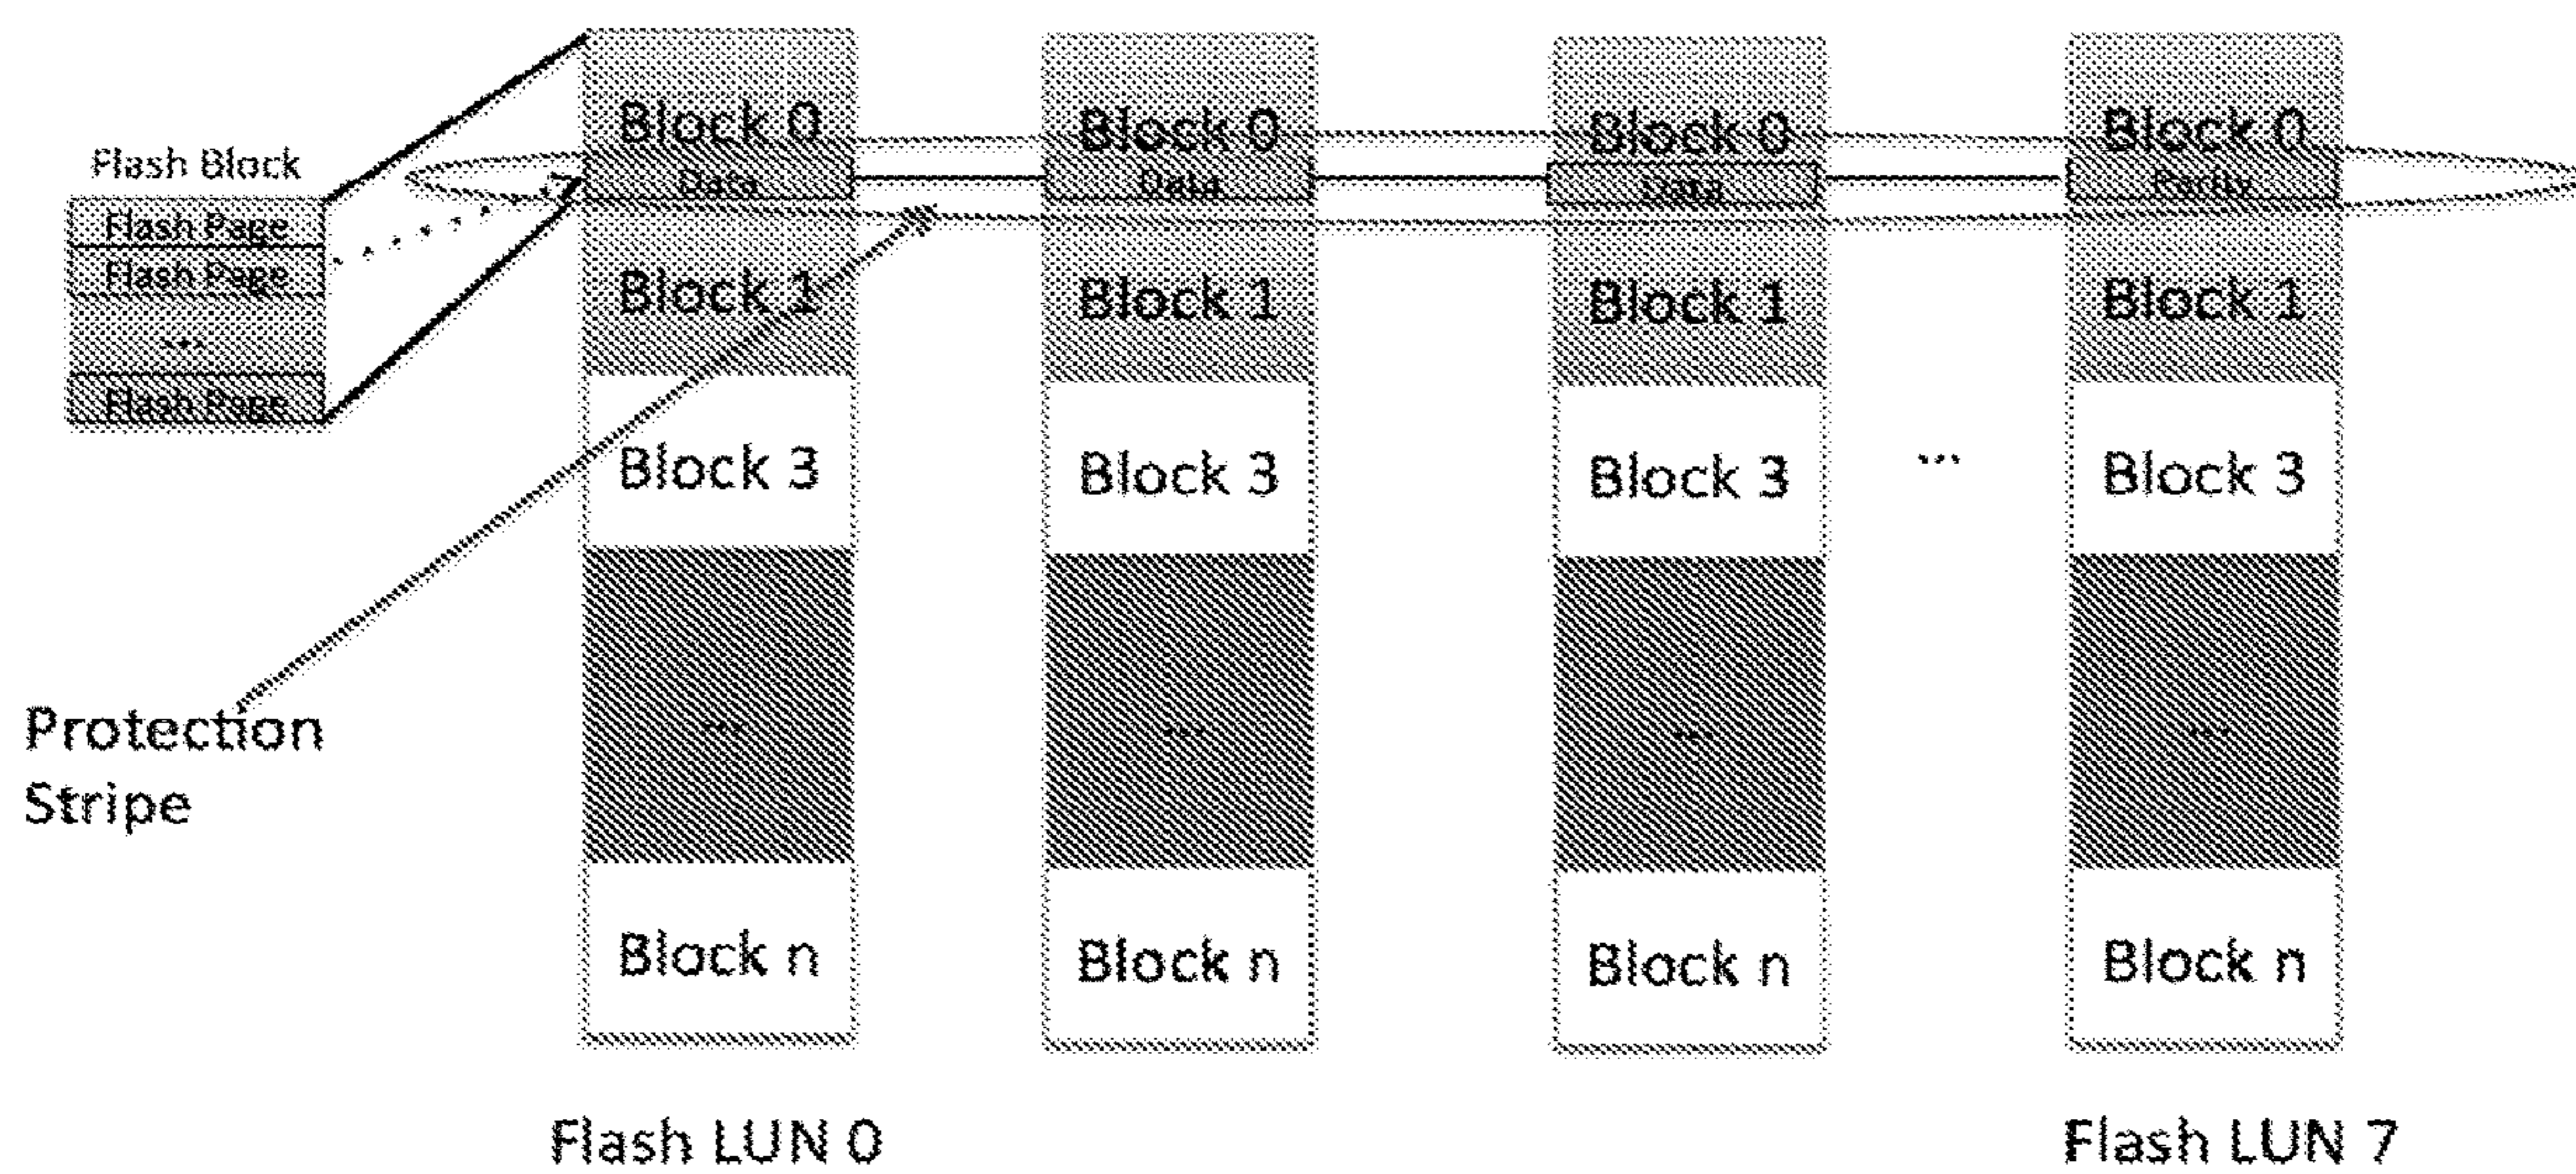 Flash Block
Flash Page
Flash Page
...
Flash Page
Protection
Stripe
Block 0
Data
Block 1
Block 3
...
Block n
Flash LUN 0
Block 0
Data
Block 1
Block 3
...
Block n
Block 0
Data
Block 1
Block 3
...
Block n
...
Block 0
Parity
Block 1
Block 3
...
Block n
Flash LUN 7